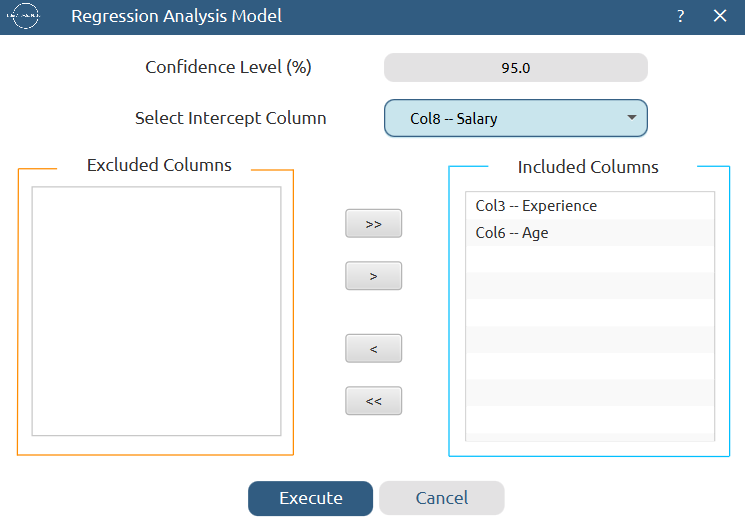 Regression Analysis Model
?
Confidence Level (%)
95.0
Select Intercept Column
Col8 -- Salary
Excluded Columns
Included Columns
Col3 -- Experience
Col6 -- Age
>>
>
<
<<
Execute
Cancel